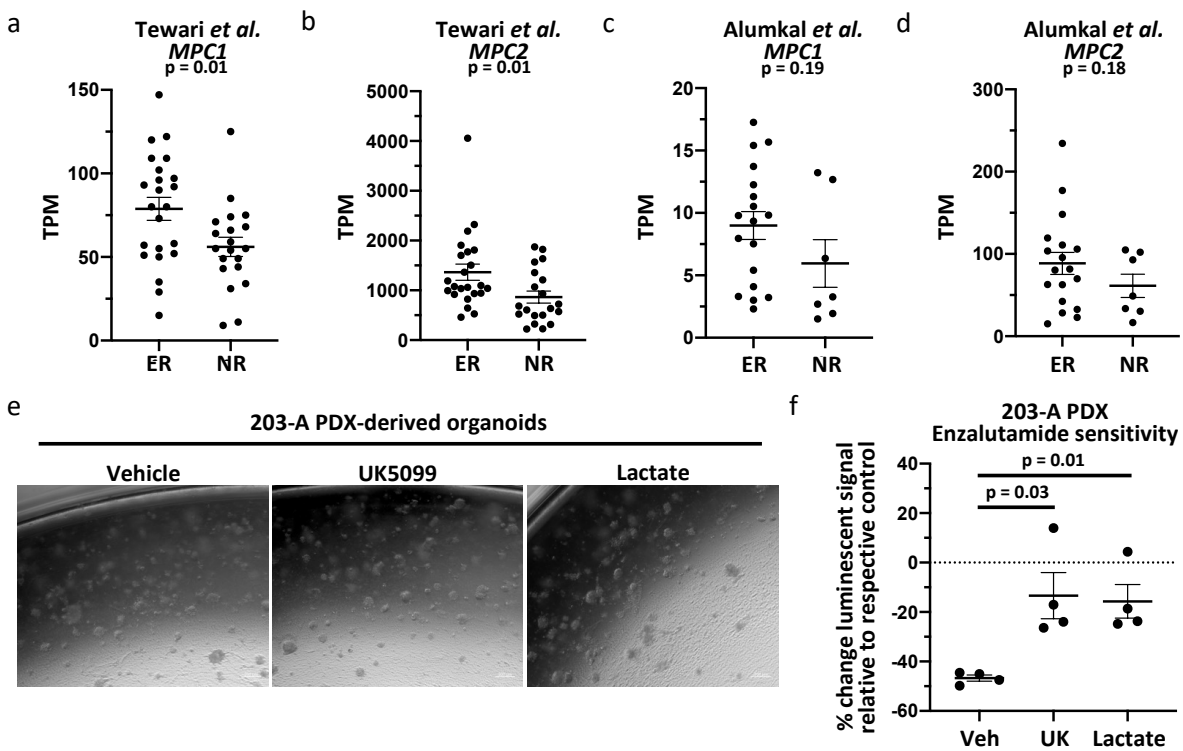 a
Tewari et al.
MPC1
p = 0.01
TPM
150
100
50
0
ER
NR
b
Tewari et al.
MPC2
p = 0.01
TPM
5000
4000
3000
2000
1000
0
ER
NR
c
Alumkal et al.
MPC1
p = 0.19
TPM
20
15
10
5
0
ER
NR
d
Alumkal et al.
MPC2
p = 0.18
TPM
300
200
100
0
ER
NR
e
203-A PDX-derived organoids
Vehicle
UK5099
Lactate
f
203-A PDX
Enzalutamide sensitivity
p = 0.01
p = 0.03
% change luminescent signal
relative to respective control
40
20
0
-20
-40
-60
Veh
UK
Lactate